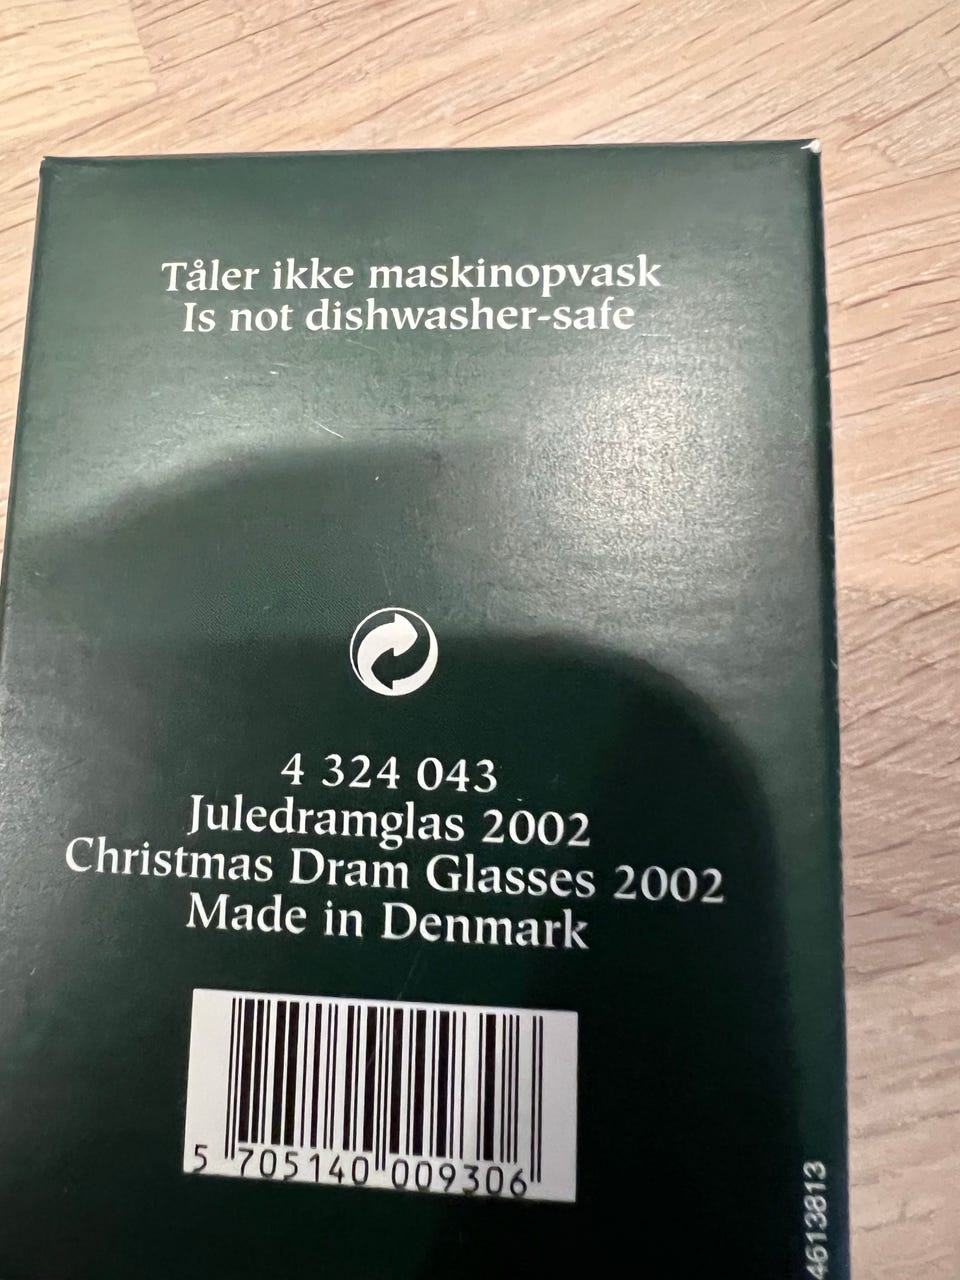 Tåler ikke maskinopvask
Is not dishwasher-safe
4 324 043
Juledramglas 2002
Christmas Dram Glasses 2002
Made in Denmark
5 705140 009306
4613813